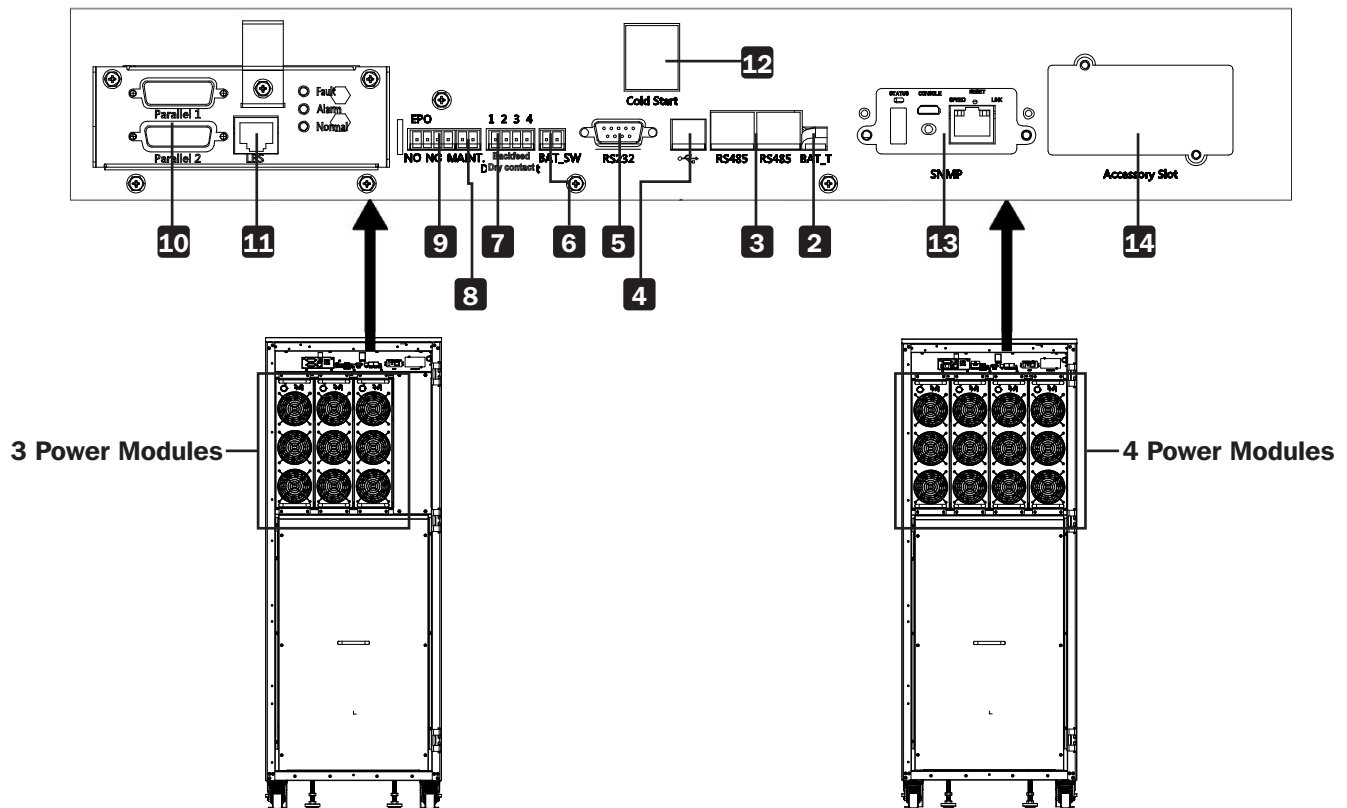 12
Cold Start
Fault
Alarm
Normal
Parallel 1
Parallel 2
LBS
EPO
NO NC MAINT.
1 2 3 4
Backfeed
Dry contact
BAT_SW
RS232
RS485 RS485 BAT_T
STATUS CONSOLE RESET
SPEED LINK
SNMP
Accessory Slot
10 11 9 7 6 5 3 2 13 14
8 4
3 Power Modules
4 Power Modules